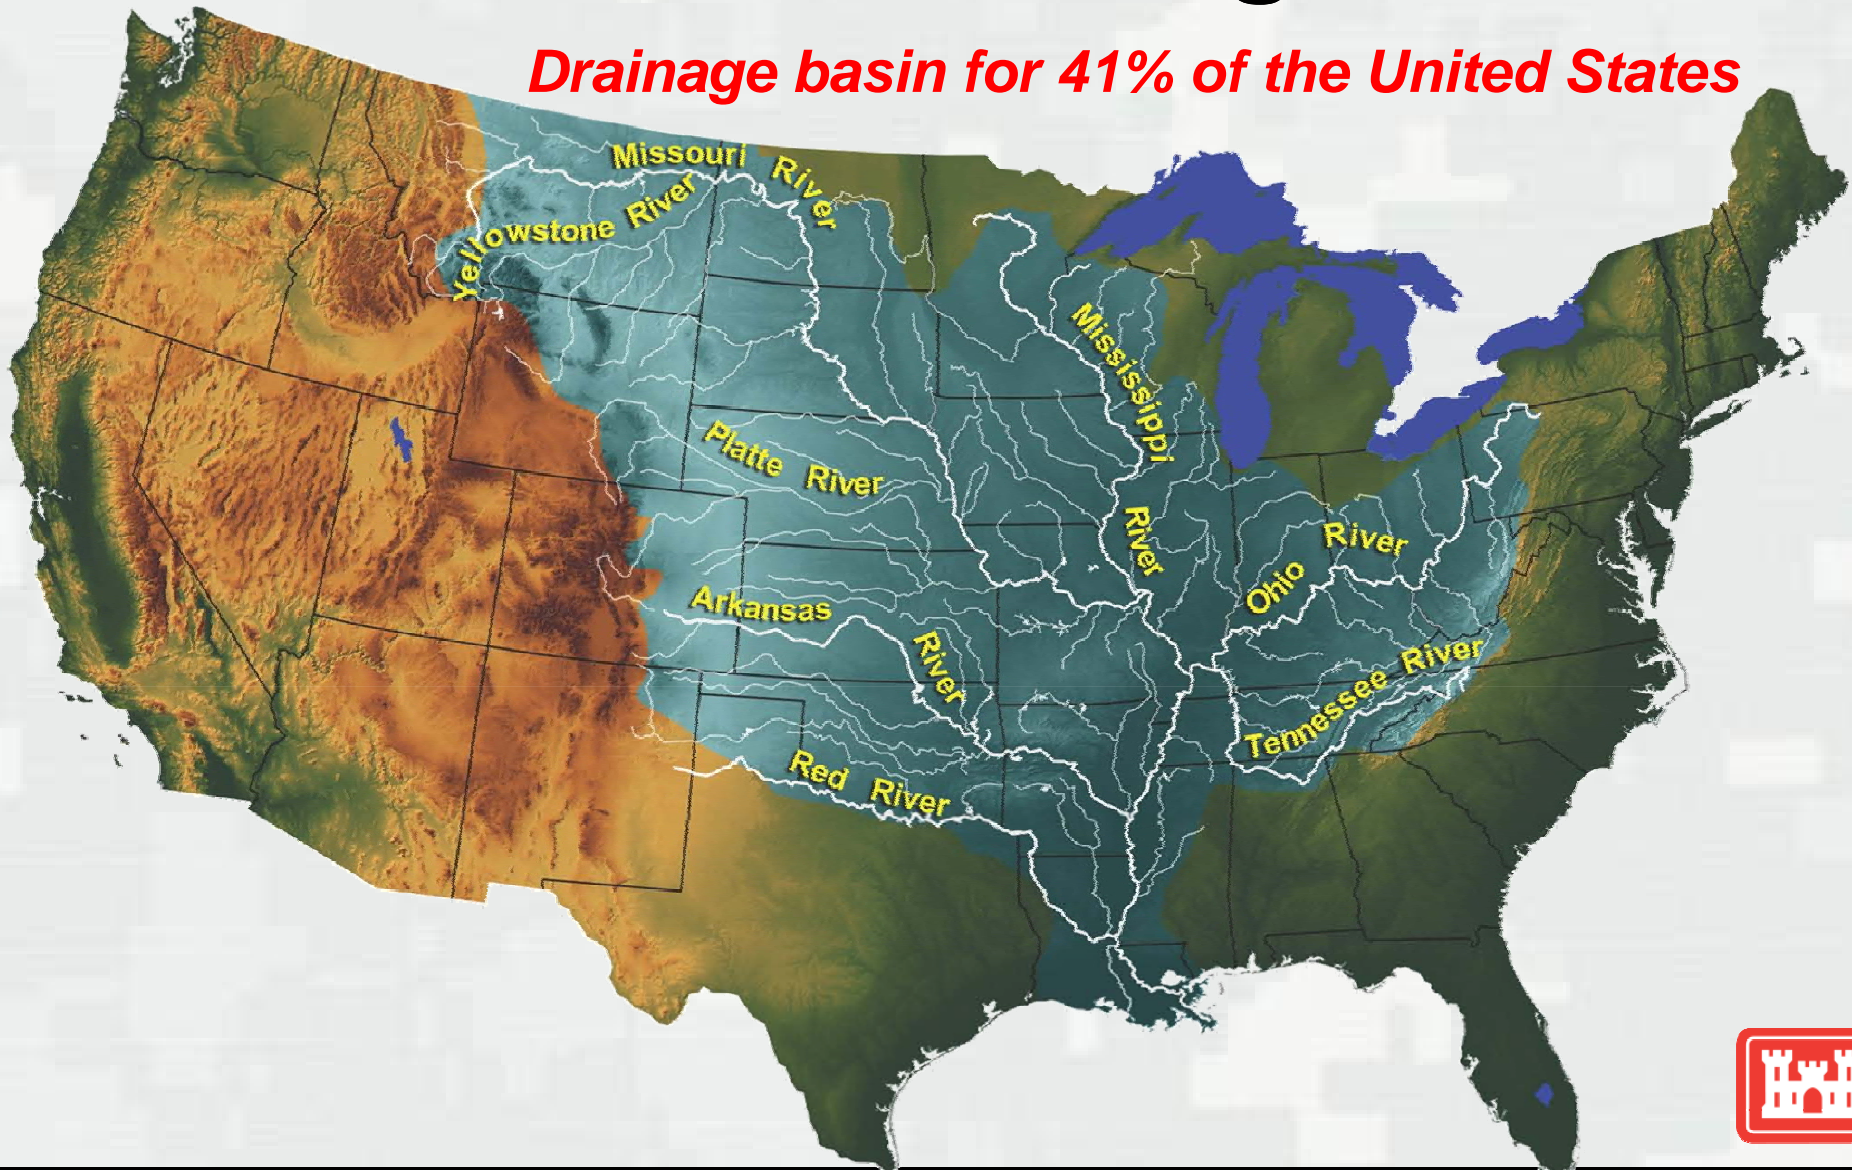 Drainage basin for 41% of the United States
Missouri River
Yellowstone River
Mississippi River
Platte River
Ohio River
Arkansas River
Tennessee River
Red River